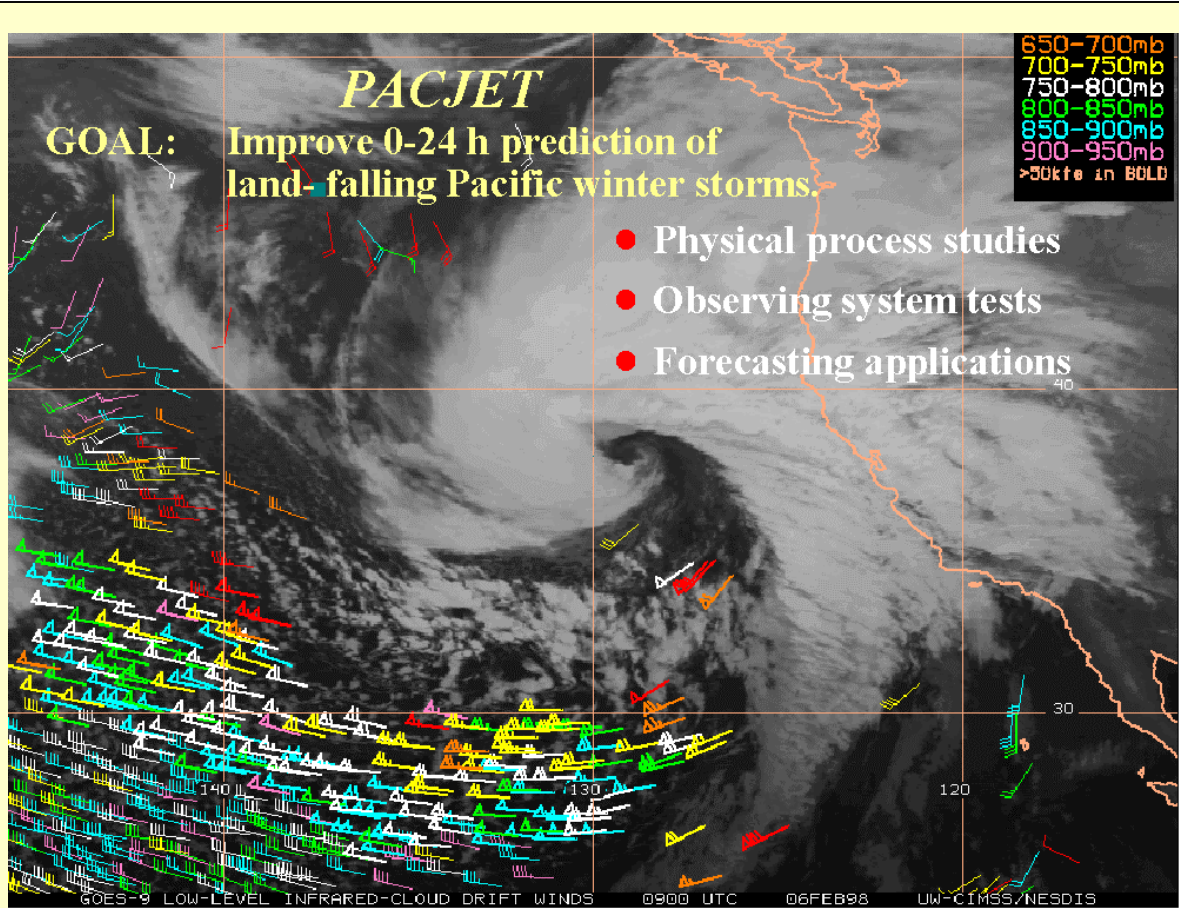 PACJET
GOAL: Improve 0-24 h prediction of
land- falling Pacific winter storms.
650-700mb
700-750mb
750-800mb
800-850mb
850-900mb
900-950mb
>50kts in BOLD
• Physical process studies
• Observing system tests
• Forecasting applications
40
30
140
130
120
GOES-9 LOW-LEVEL INFRARED-CLOUD DRIFT WINDS 0900 UTC 06FEB98 UW-CIMSS/NESDIS